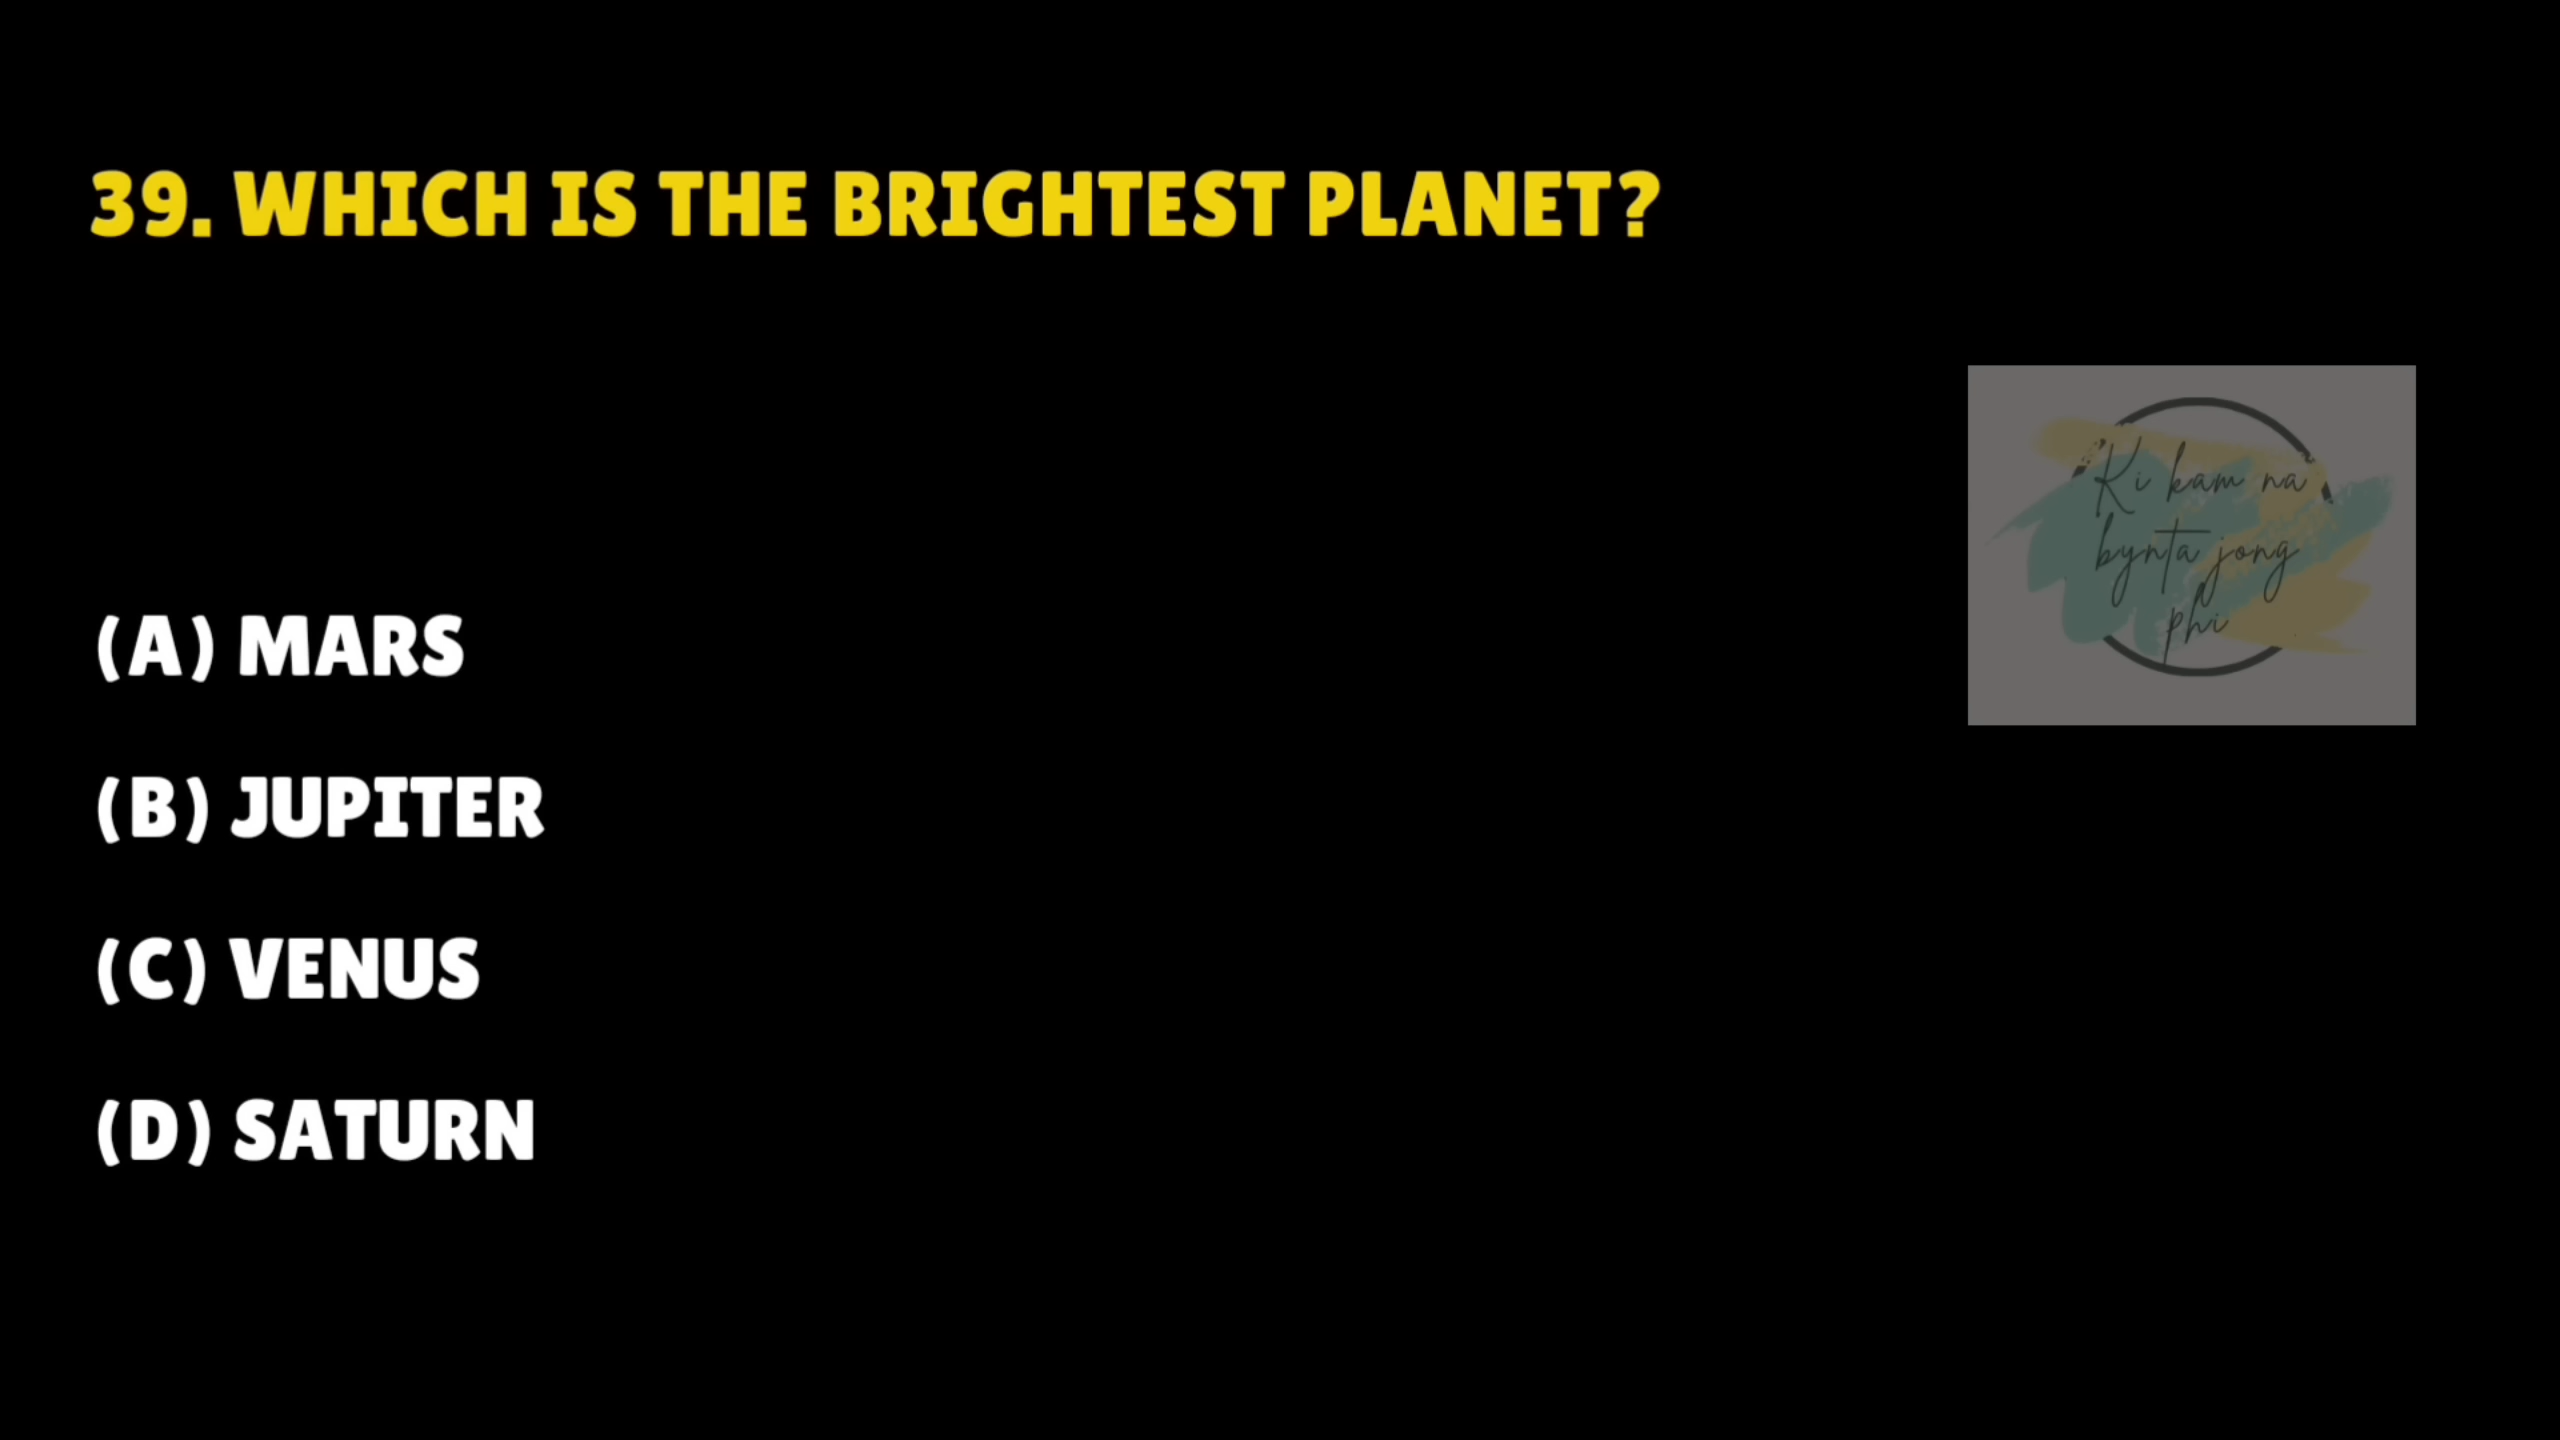 39. WHICH IS THE BRIGHTEST PLANET?
Ki kam na
bynta jong
phi
(A) MARS
(B) JUPITER
(C) VENUS
(D) SATURN